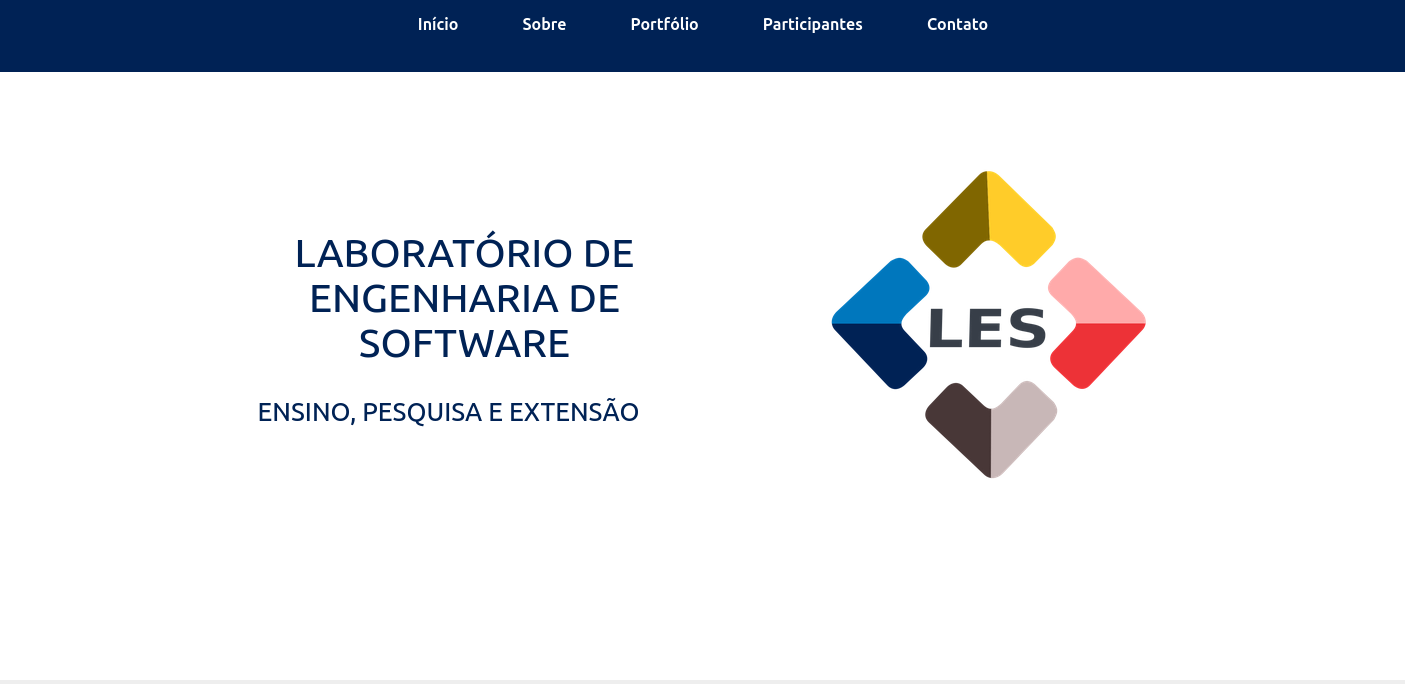 Início Sobre Portfólio Participantes Contato
LABORATÓRIO DE
ENGENHARIA DE
SOFTWARE
ENSINO, PESQUISA E EXTENSÃO
LES